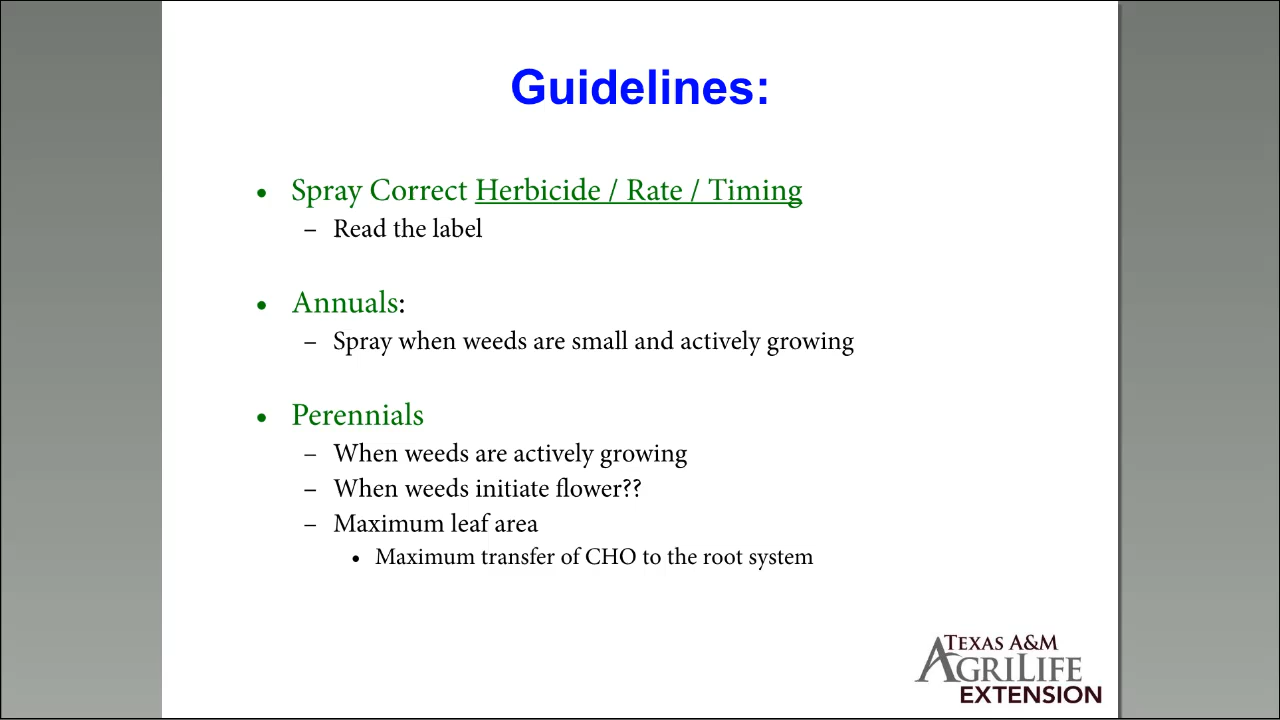 Guidelines:
• Spray Correct Herbicide / Rate / Timing
– Read the label
• Annuals:
– Spray when weeds are small and actively growing
• Perennials
– When weeds are actively growing
– When weeds initiate flower??
– Maximum leaf area
• Maximum transfer of CHO to the root system
TEXAS A&M
AGRILIFE
EXTENSION